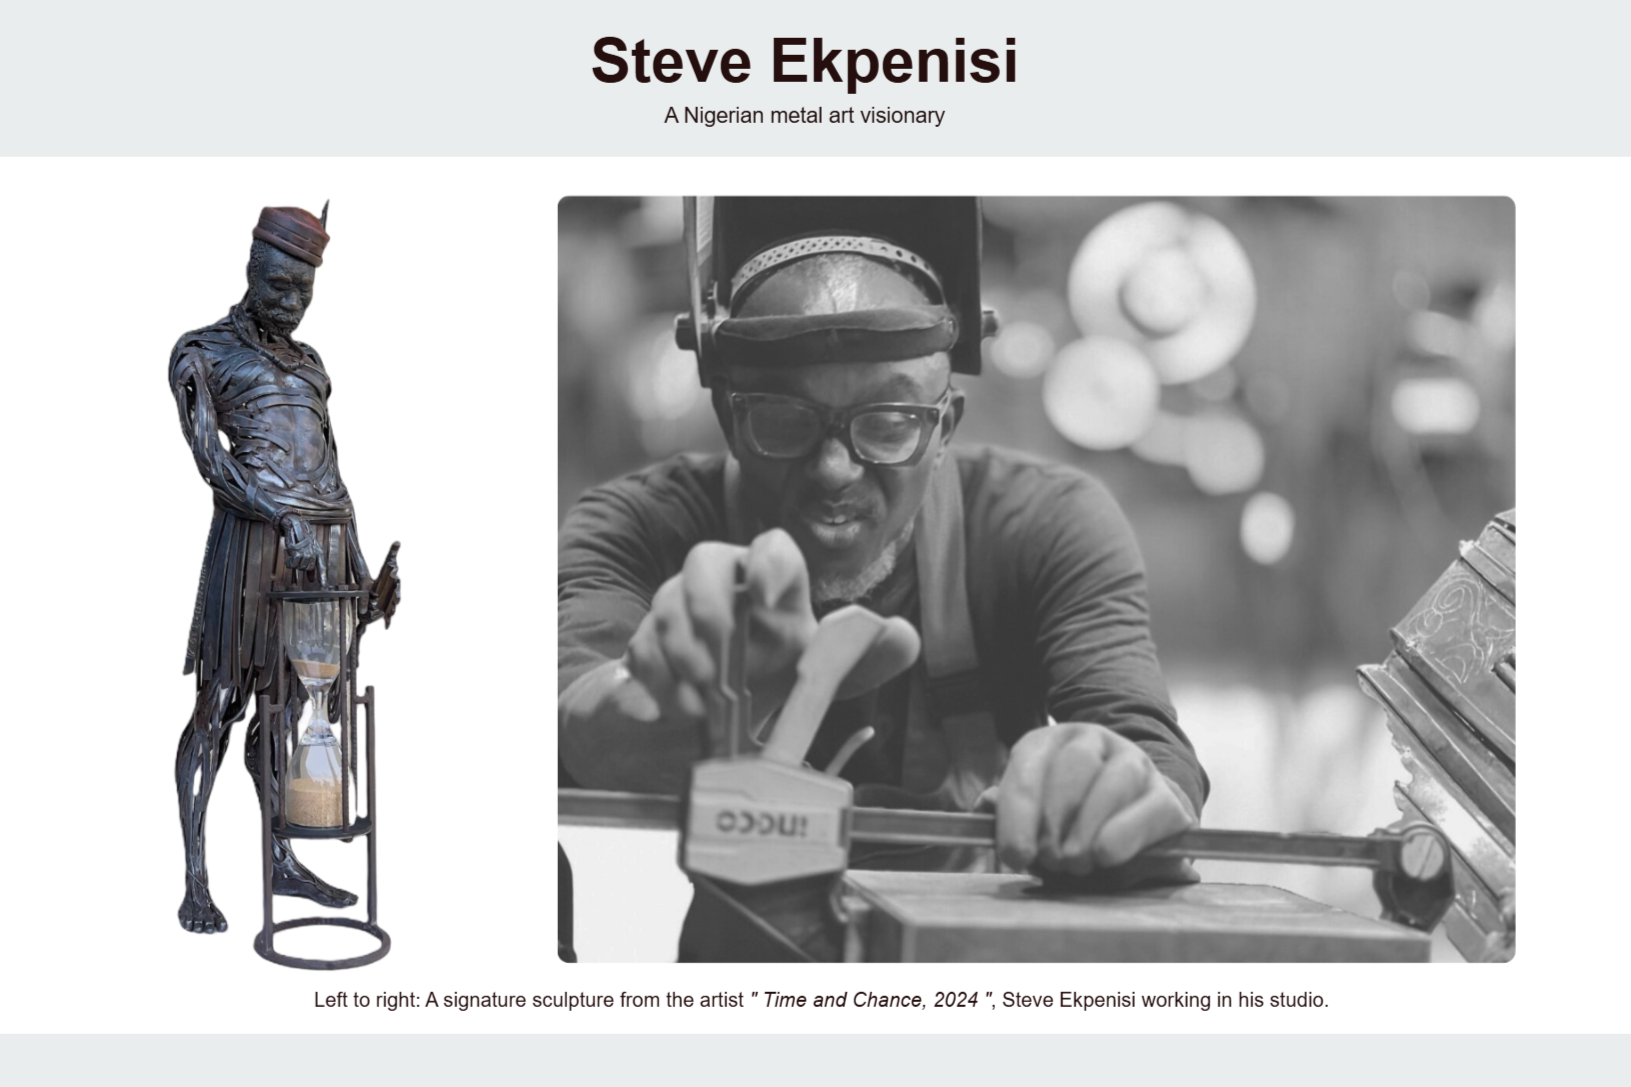 Steve Ekpenisi
A Nigerian metal art visionary
INGCO
Left to right: A signature sculpture from the artist " Time and Chance, 2024 ", Steve Ekpenisi working in his studio.